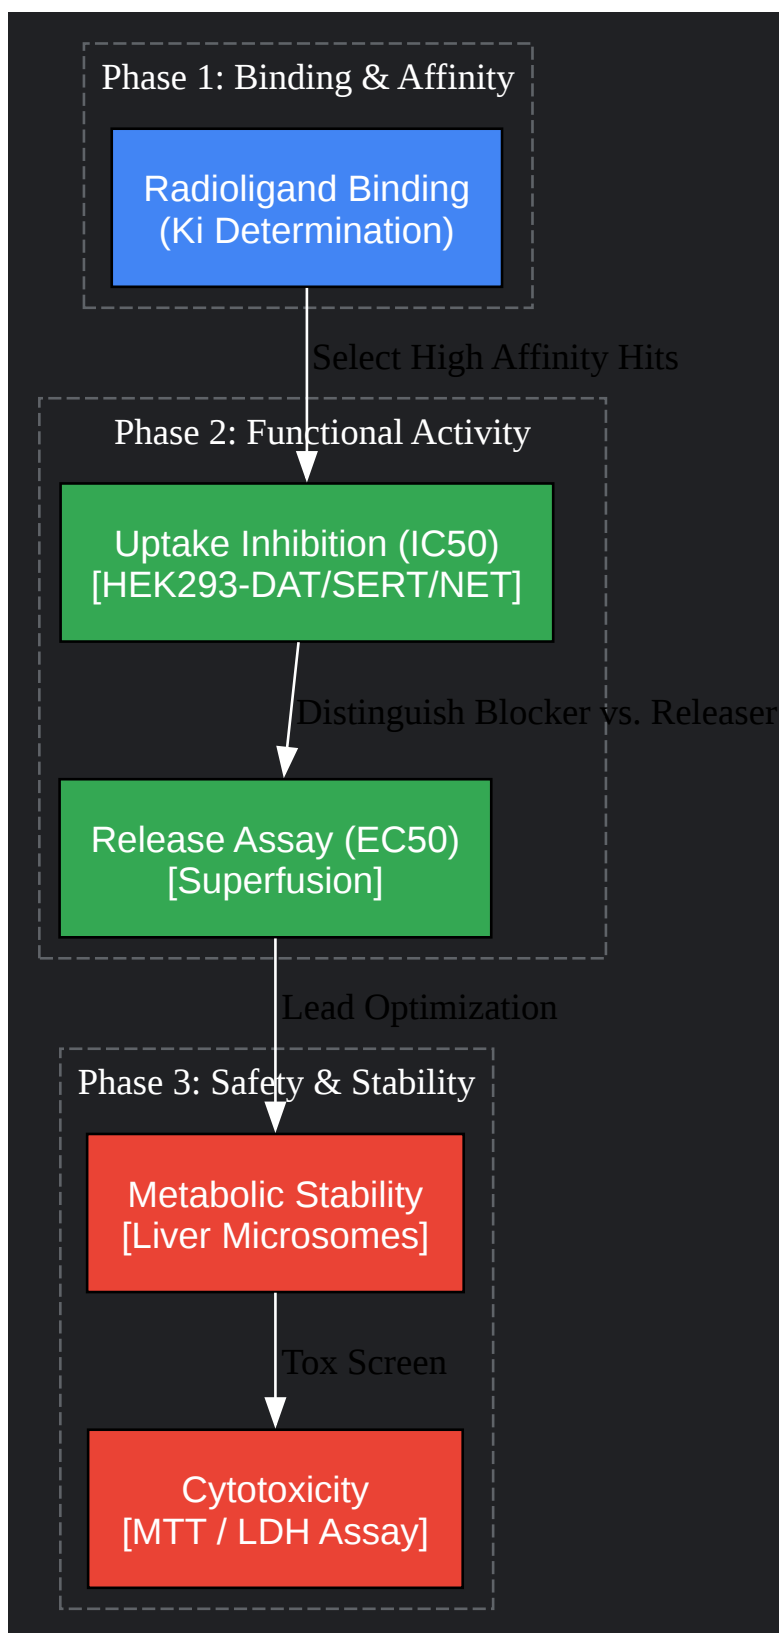 Phase 1: Binding & Affinity
Radioligand Binding
(Ki Determination)
Select High Affinity Hits
Phase 2: Functional Activity
Uptake Inhibition (IC50)
[HEK293-DAT/SERT/NET]
Distinguish Blocker vs. Releaser
Release Assay (EC50)
[Superfusion]
Lead Optimization
Phase 3: Safety & Stability
Metabolic Stability
[Liver Microsomes]
Tox Screen
Cytotoxicity
[MTT / LDH Assay]